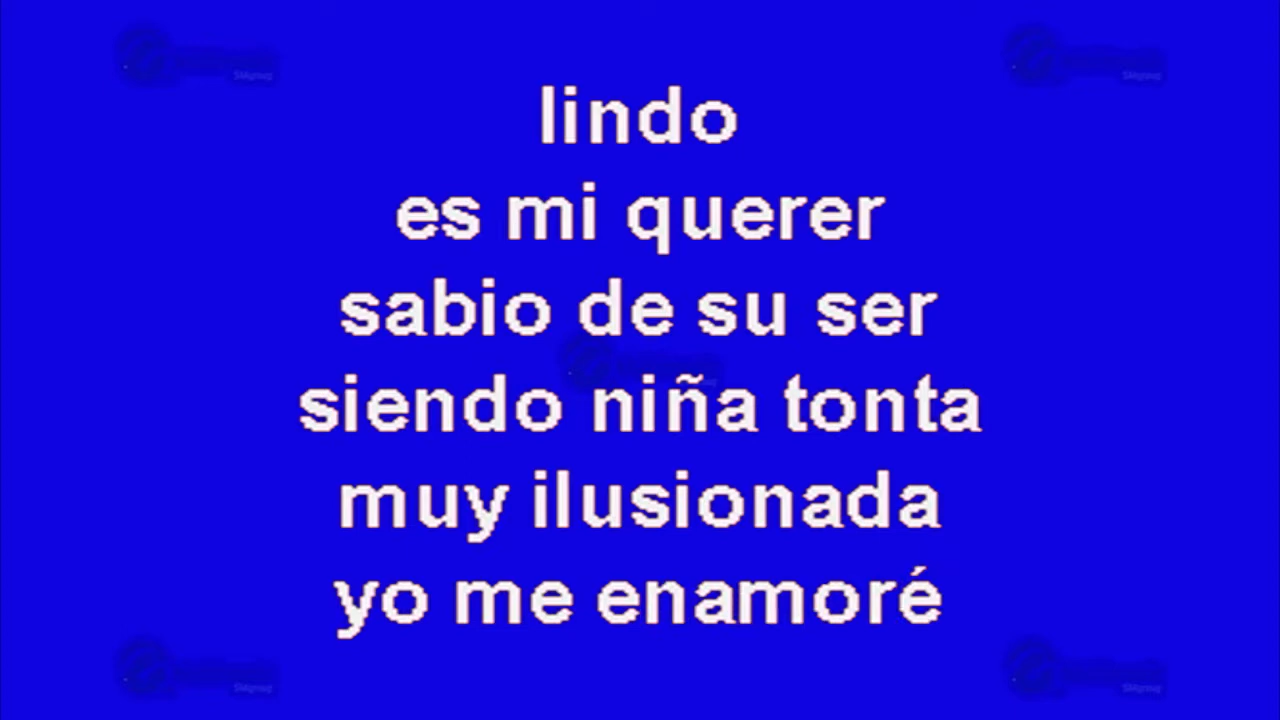 lindo
es mi querer
sabio de su ser
siendo niña tonta
muy ilusionada
yo me enamoré